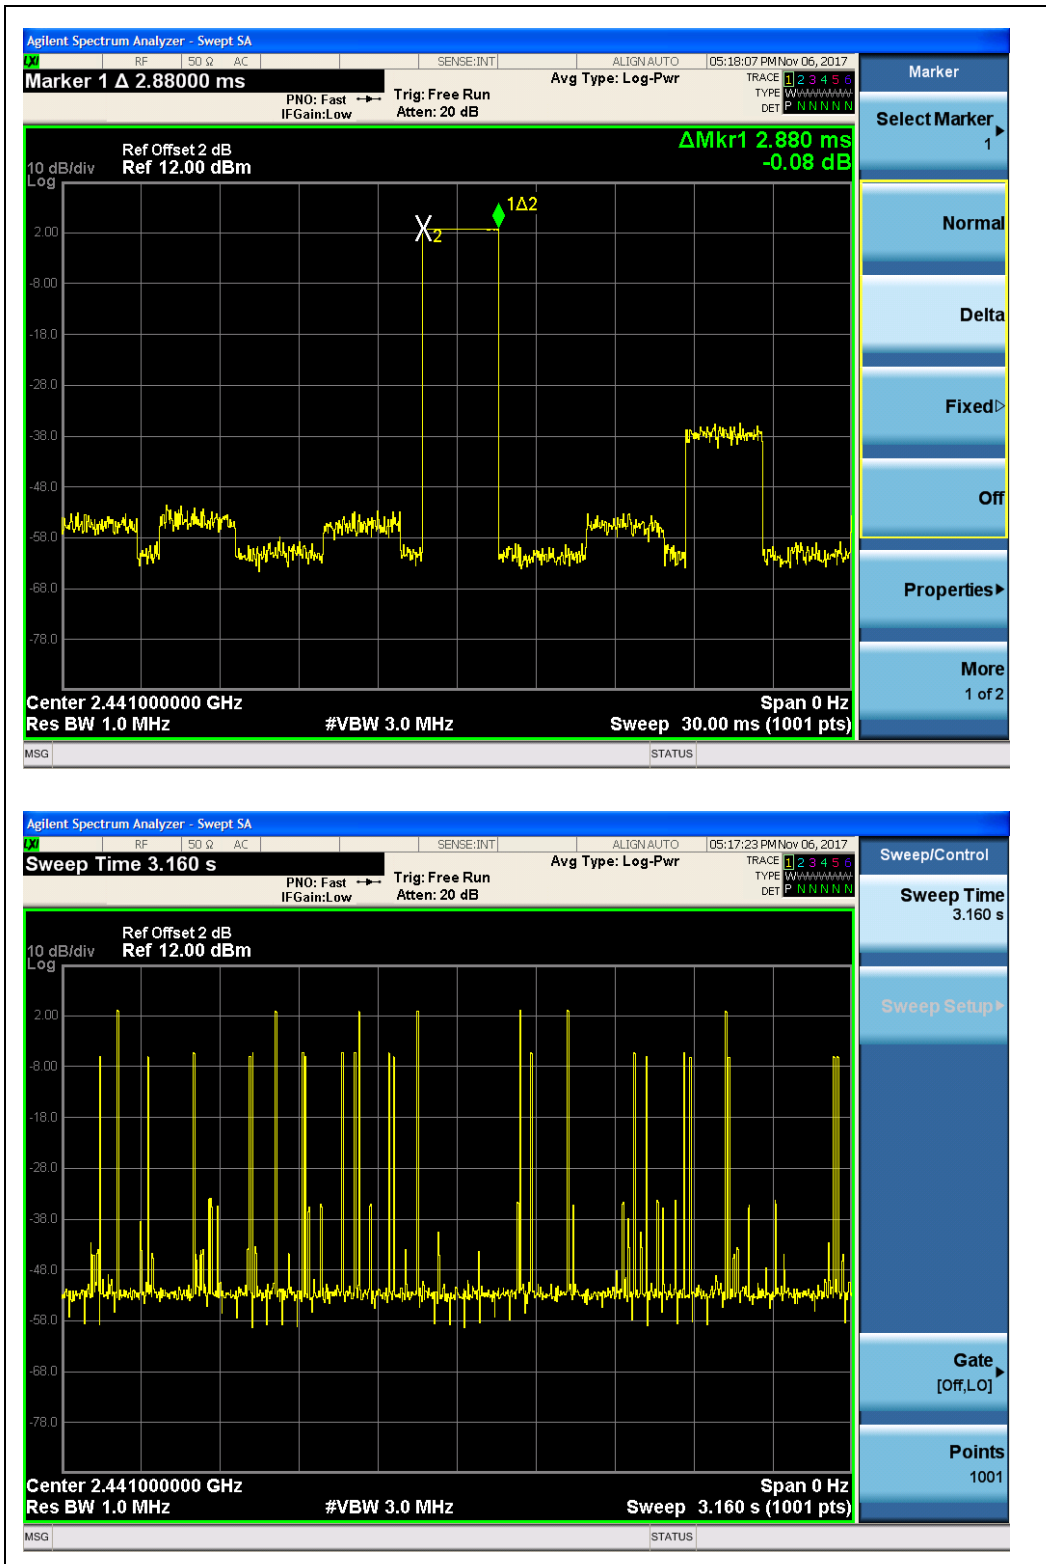 Agilent Spectrum Analyzer - Swept SA
LXI RF 50 Ω AC SENSE:INT ALIGN AUTO 05:18:07 PM Nov 06, 2017
Marker 1 Δ 2.88000 ms
PNO: Fast
IFGain:Low
Trig: Free Run
Atten: 20 dB
Avg Type: Log-Pwr
TRACE 1 2 3 4 5 6
TYPE WWWWWW
DET P N N N N N
Marker
Select Marker
1
Normal
Delta
Fixed
Off
Properties
More
1 of 2
ΔMkr1 2.880 ms
-0.08 dB
Ref Offset 2 dB
10 dB/div Ref 12.00 dBm
Log
1Δ2
X2
2.00
-8.00
-18.0
-28.0
-38.0
-48.0
-58.0
-68.0
-78.0
Center 2.441000000 GHz Span 0 Hz
Res BW 1.0 MHz #VBW 3.0 MHz Sweep 30.00 ms (1001 pts)
MSG STATUS
Agilent Spectrum Analyzer - Swept SA
LXI RF 50 Ω AC SENSE:INT ALIGN AUTO 05:17:23 PM Nov 06, 2017
Sweep Time 3.160 s
PNO: Fast
IFGain:Low
Trig: Free Run
Atten: 20 dB
Avg Type: Log-Pwr
TRACE 1 2 3 4 5 6
TYPE WWWWWW
DET P N N N N N
Sweep/Control
Sweep Time
3.160 s
Sweep Setup
Gate
[Off,LO]
Points
1001
Ref Offset 2 dB
10 dB/div Ref 12.00 dBm
Log
2.00
-8.00
-18.0
-28.0
-38.0
-48.0
-58.0
-68.0
-78.0
Center 2.441000000 GHz Span 0 Hz
Res BW 1.0 MHz #VBW 3.0 MHz Sweep 3.160 s (1001 pts)
MSG STATUS